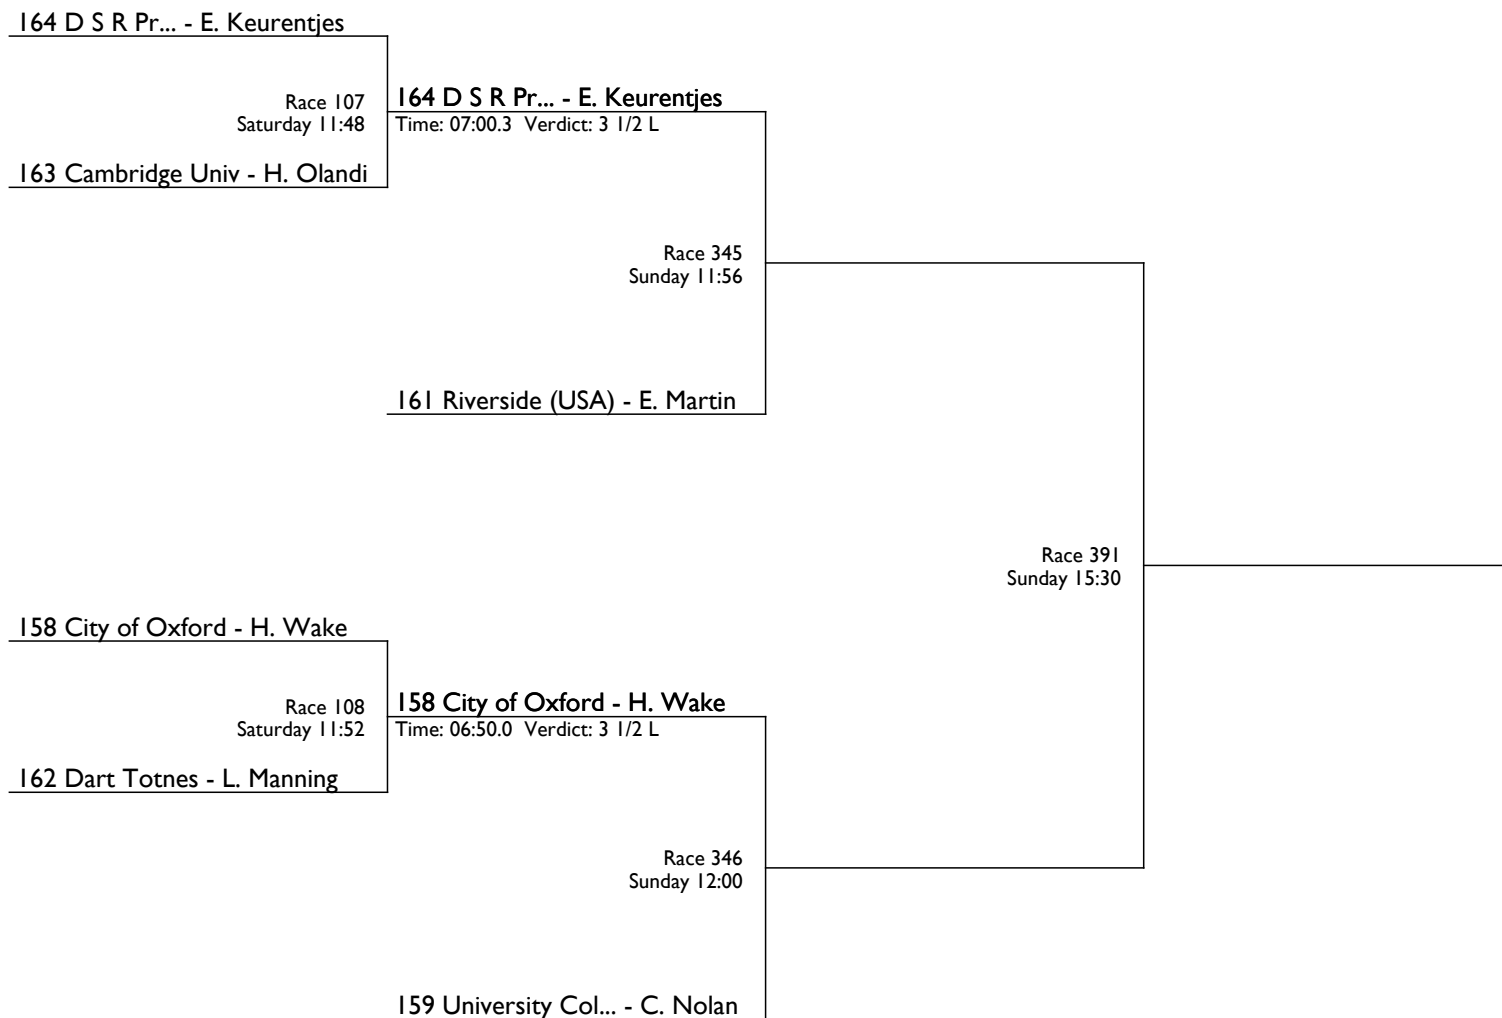 164 D S R Pr... - E. Keurentjes
Race 107
Saturday 11:48
164 D S R Pr... - E. Keurentjes
Time: 07:00.3 Verdict: 3 1/2 L
163 Cambridge Univ - H. Olandi
Race 345
Sunday 11:56
161 Riverside (USA) - E. Martin
Race 391
Sunday 15:30
158 City of Oxford - H. Wake
Race 108
Saturday 11:52
158 City of Oxford - H. Wake
Time: 06:50.0 Verdict: 3 1/2 L
162 Dart Totnes - L. Manning
Race 346
Sunday 12:00
159 University Col... - C. Nolan